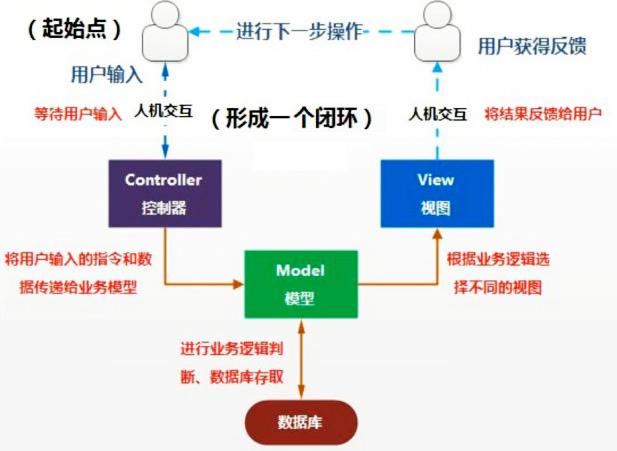 （起始点）
进行下一步操作
用户输入
用户获得反馈
等待用户输入
人机交互
（形成一个闭环）
人机交互
将结果反馈给用户
Controller
控制器
View
视图
将用户输入的指令和数
据传递给业务模型
Model
模型
根据业务逻辑选
择不同的视图
进行业务逻辑判
断、数据库存取
数据库